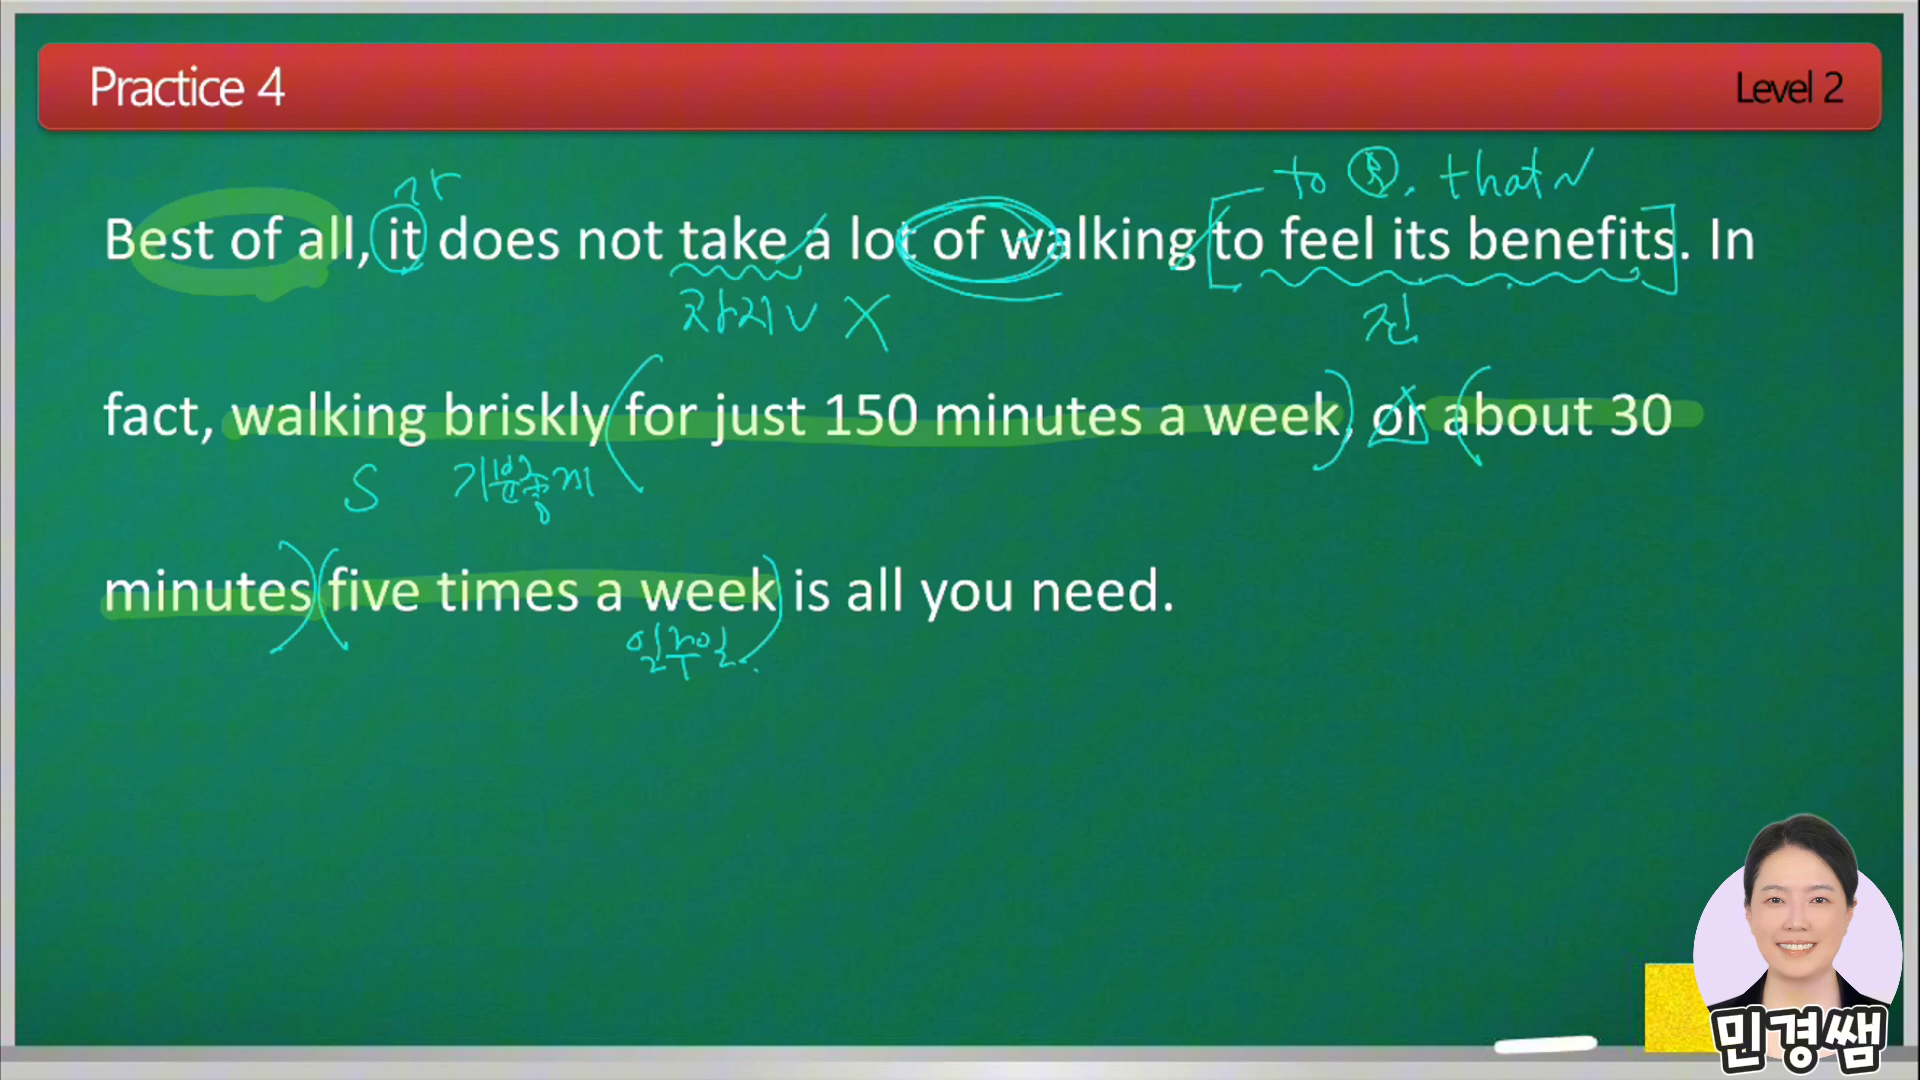 Practice 4
Level 2
to ⓡ. that~
가
Best of all, it does not take a lot of walking to feel its benefits. In
자리 X
진
fact, walking briskly for just 150 minutes a week, or about 30
S 기분좋게
minutes five times a week is all you need.
일주일
민경쌤